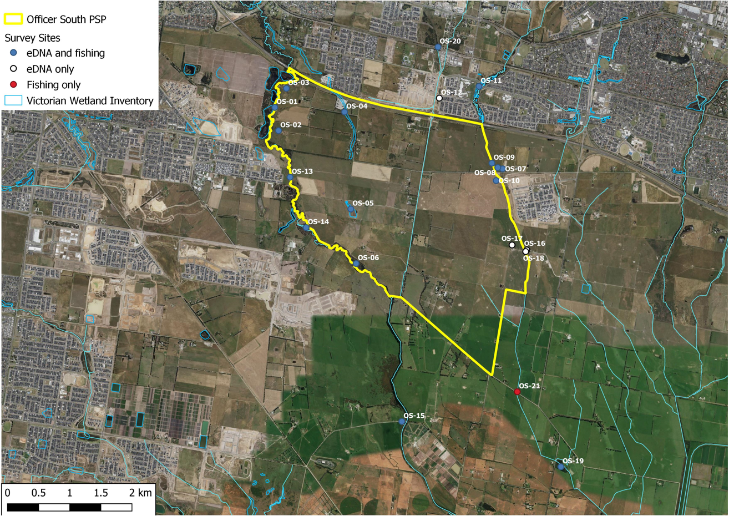 Officer South PSP
Survey Sites
eDNA and fishing
eDNA only
Fishing only
Victorian Wetland Inventory
OS-20
OS-11
OS-12
OS-03
OS-01
OS-04
OS-02
OS-09
OS-07
OS-08
OS-10
OS-13
OS-05
OS-14
OS-17
OS-16
OS-18
OS-06
OS-21
OS-15
OS-19
0 0.5 1 1.5 2 km